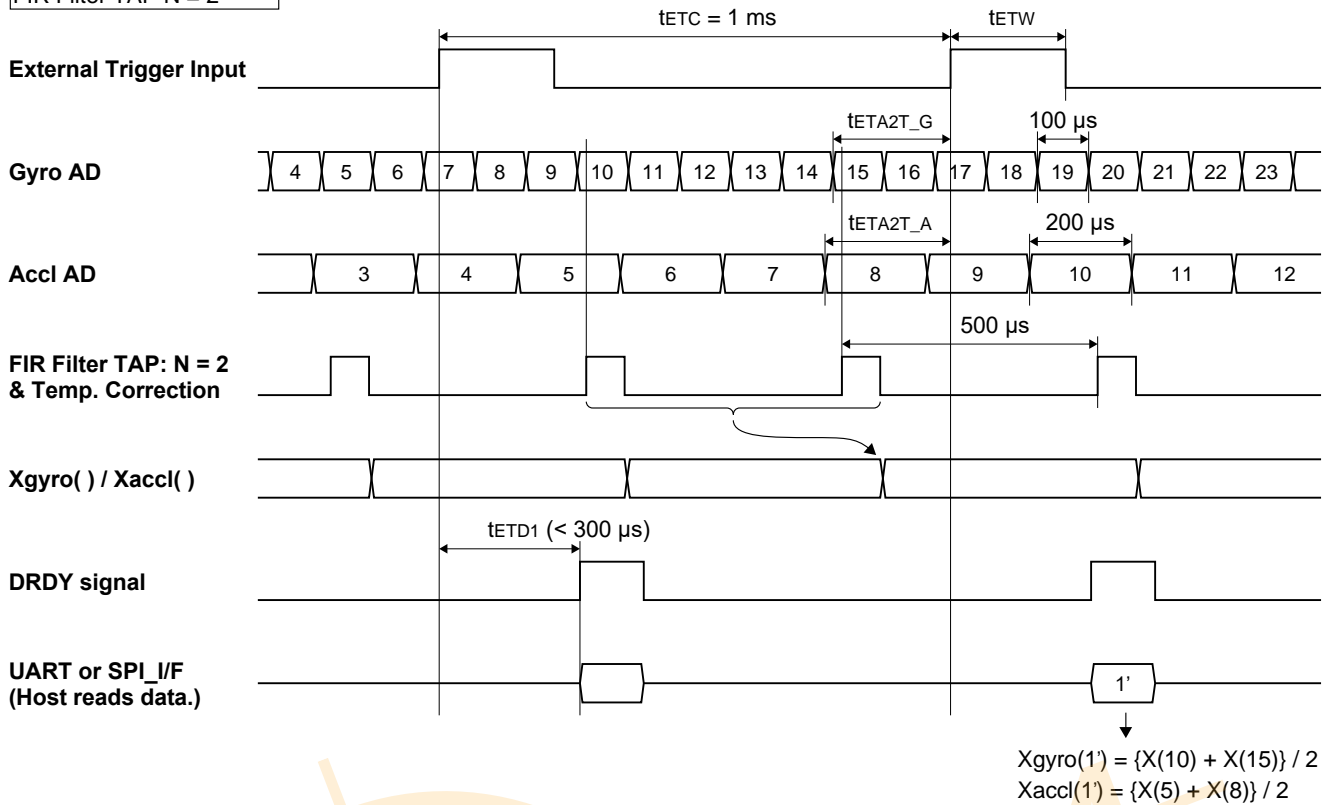 FIR Filter TAP N = 2
tETC = 1 ms
tETW
External Trigger Input
tETA2T_G
100 µs
Gyro AD
4 5 6 7 8 9 10 11 12 13 14 15 16 17 18 19 20 21 22 23
tETA2T_A
200 µs
Accl AD
3 4 5 6 7 8 9 10 11 12
500 µs
FIR Filter TAP: N = 2
& Temp. Correction
Xgyro( ) / Xaccl( )
tETD1 (< 300 µs)
DRDY signal
UART or SPI_I/F
(Host reads data.)
1’
Xgyro(1’) = {X(10) + X(15)} / 2
Xaccl(1’) = {X(5) + X(8)} / 2